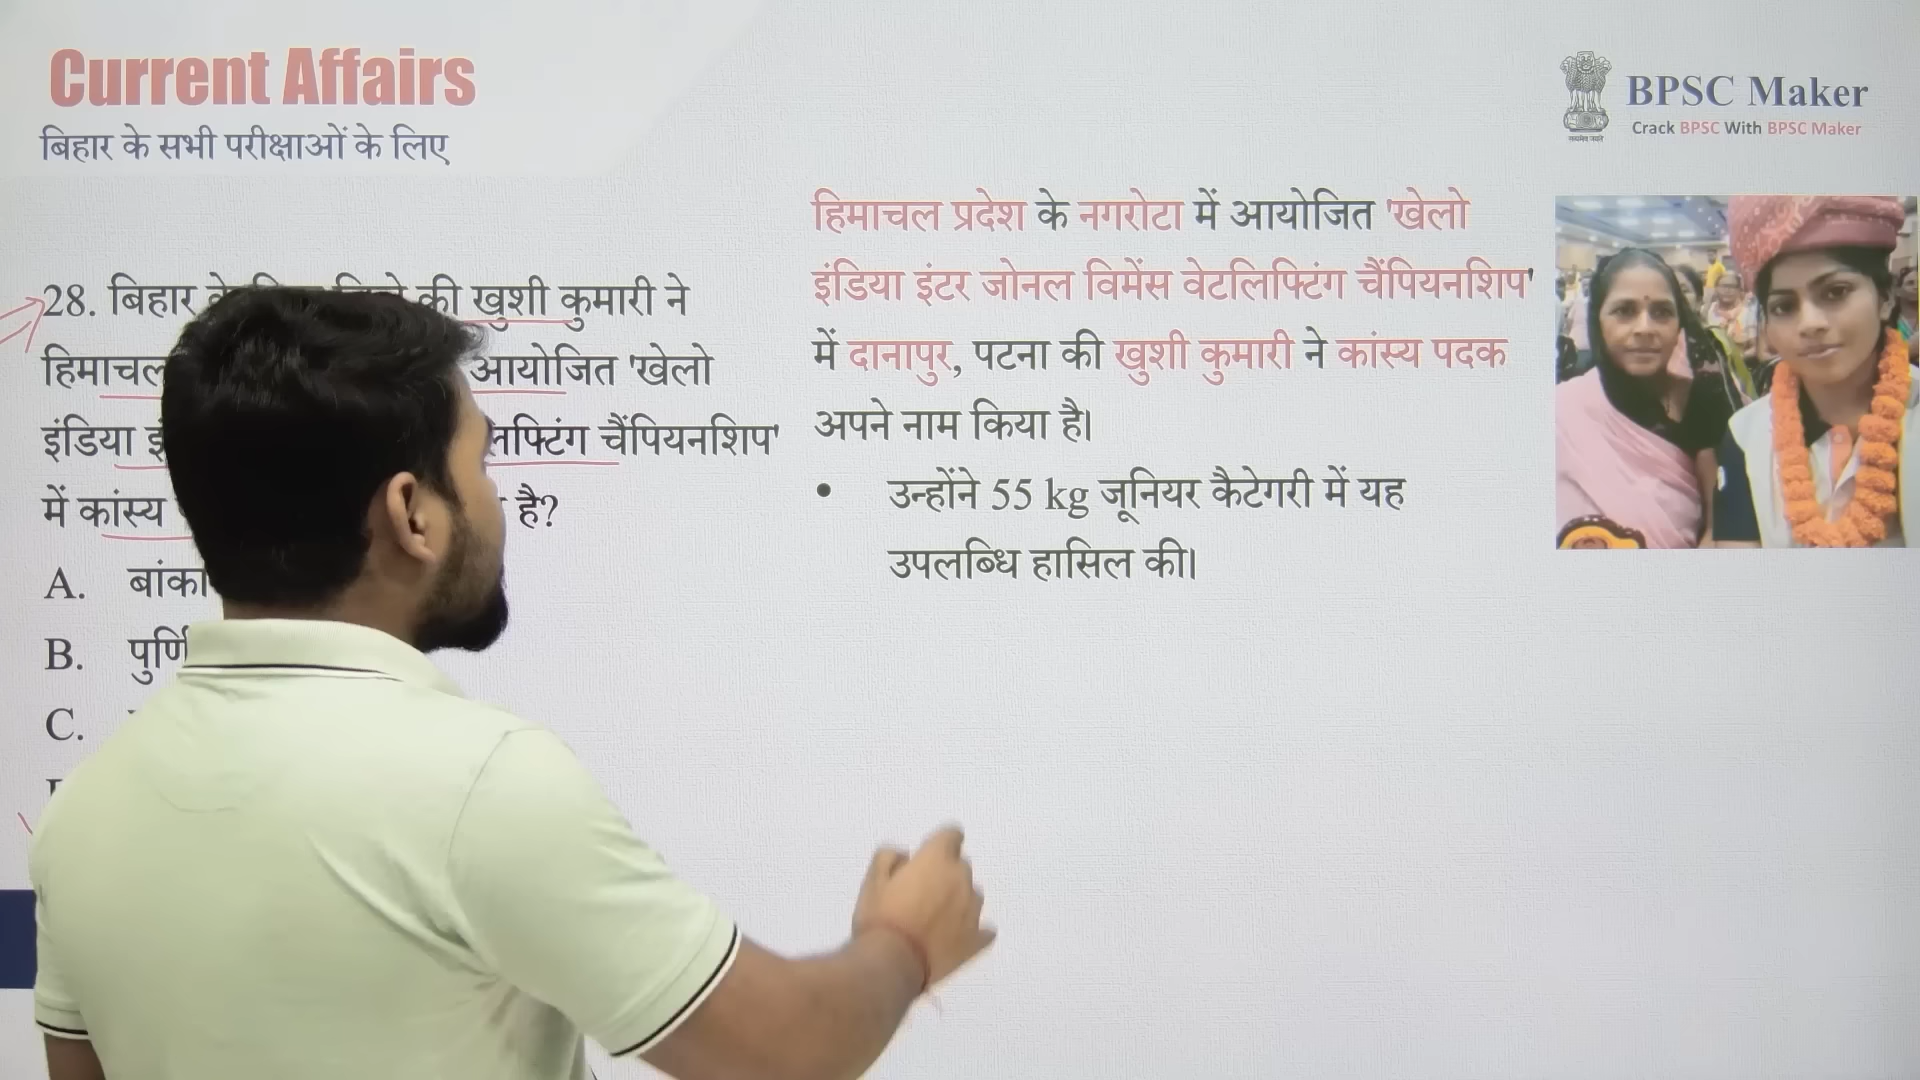 Current Affairs
बिहार के सभी परीक्षाओं के लिए
BPSC Maker
Crack BPSC With BPSC Maker
28. बिहार की खुशी कुमारी ने
हिमाचल आयोजित 'खेलो
इंडिया चैंपियनशिप'
में कांस्य है?
A. बांका
B.
C.
हिमाचल प्रदेश के नगरोटा में आयोजित 'खेलो
इंडिया इंटर जोनल विमेंस वेटलिफ्टिंग चैंपियनशिप'
में दानापुर, पटना की खुशी कुमारी ने कांस्य पदक
अपने नाम किया है।
• उन्होंने 55 kg जूनियर कैटेगरी में यह
उपलब्धि हासिल की।